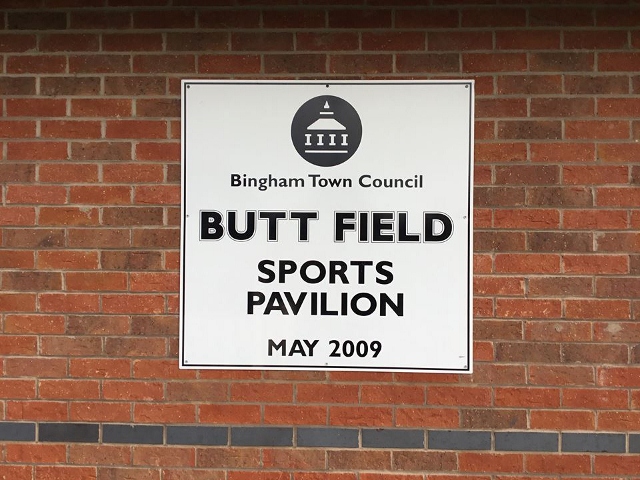 Bingham Town Council
BUTT FIELD
SPORTS
PAVILION
MAY 2009